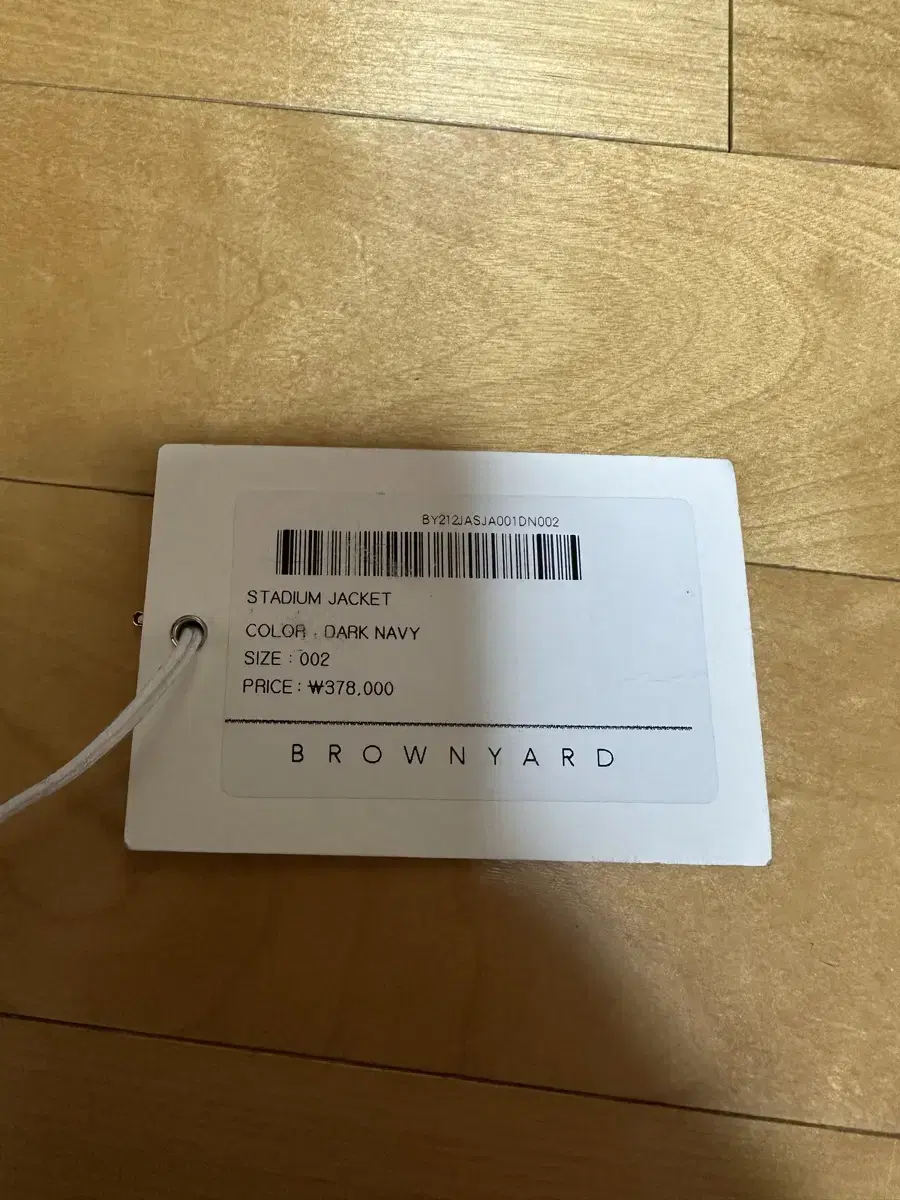 BY212JASJA001DN002
STADIUM JACKET
COLOR : DARK NAVY
SIZE : 002
PRICE : ₩378,000
BROWNYARD